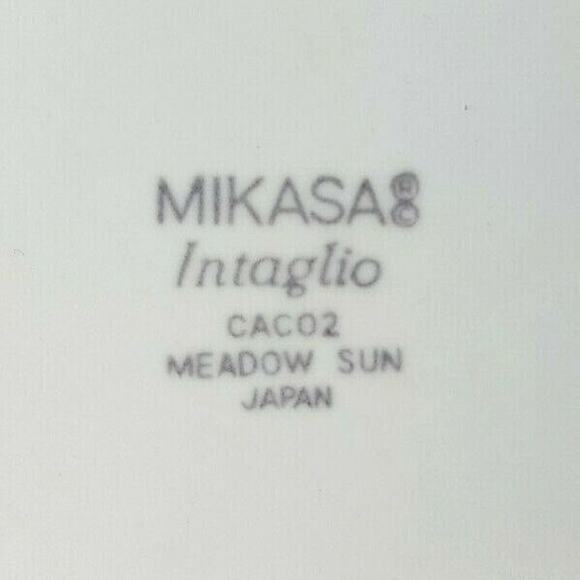 MIKASA®©
Intaglio
CAC02
MEADOW SUN
JAPAN